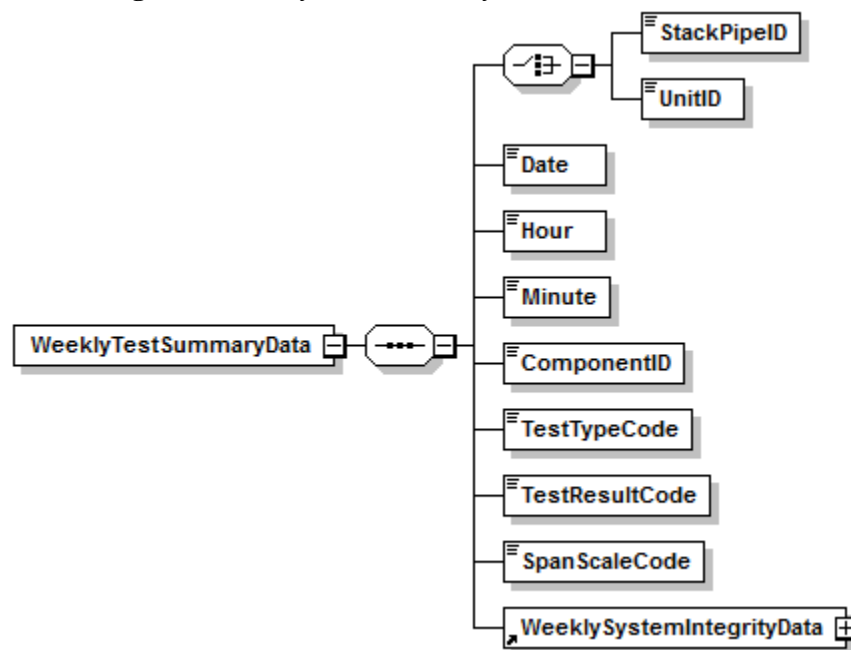 StackPipeID
UnitID
Date
Hour
Minute
WeeklyTestSummaryData
ComponentID
TestTypeCode
TestResultCode
SpanScaleCode
WeeklySystemIntegrityData